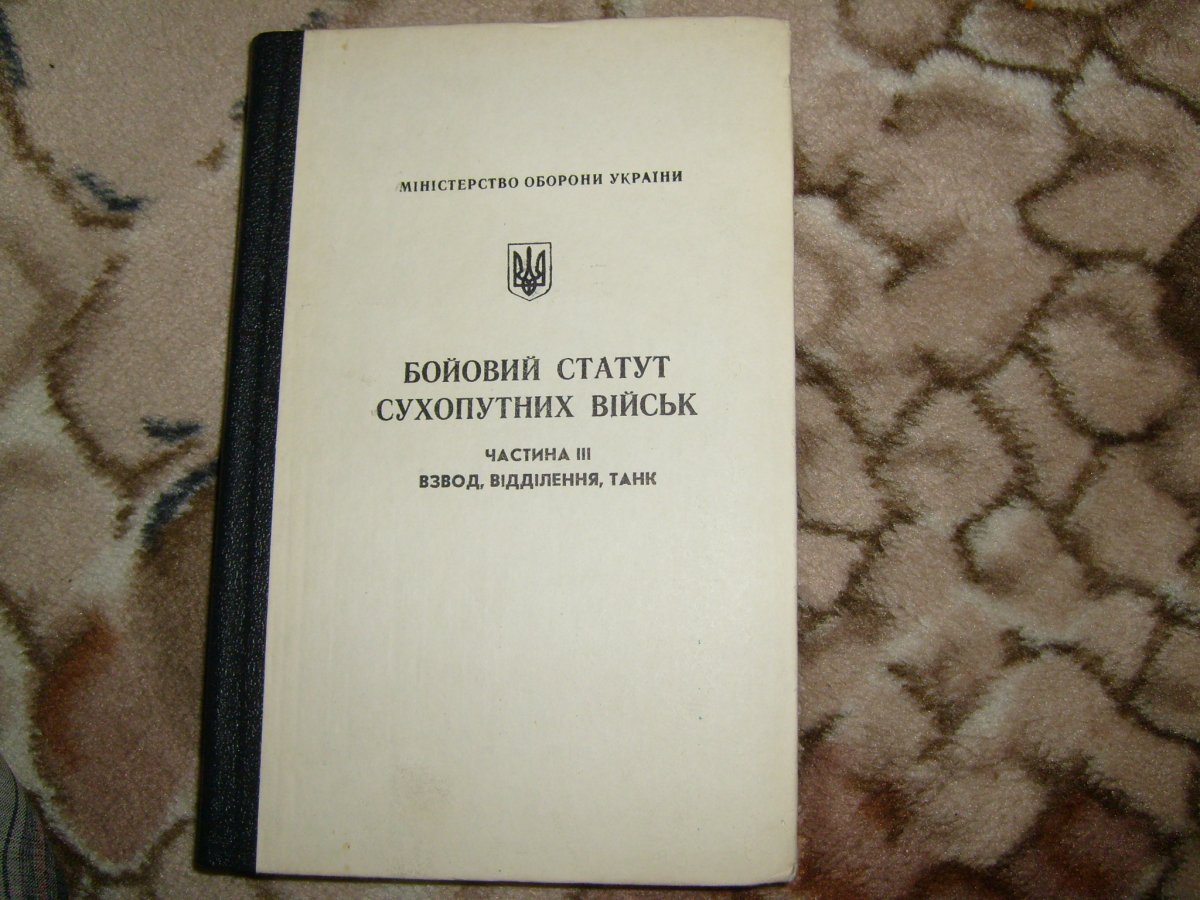 МІНІСТЕРСТВО ОБОРОНИ УКРАЇНИ
БОЙОВИЙ СТАТУТ
СУХОПУТНИХ ВІЙСЬК
ЧАСТИНА III
ВЗВОД, ВІДДІЛЕННЯ, ТАНК